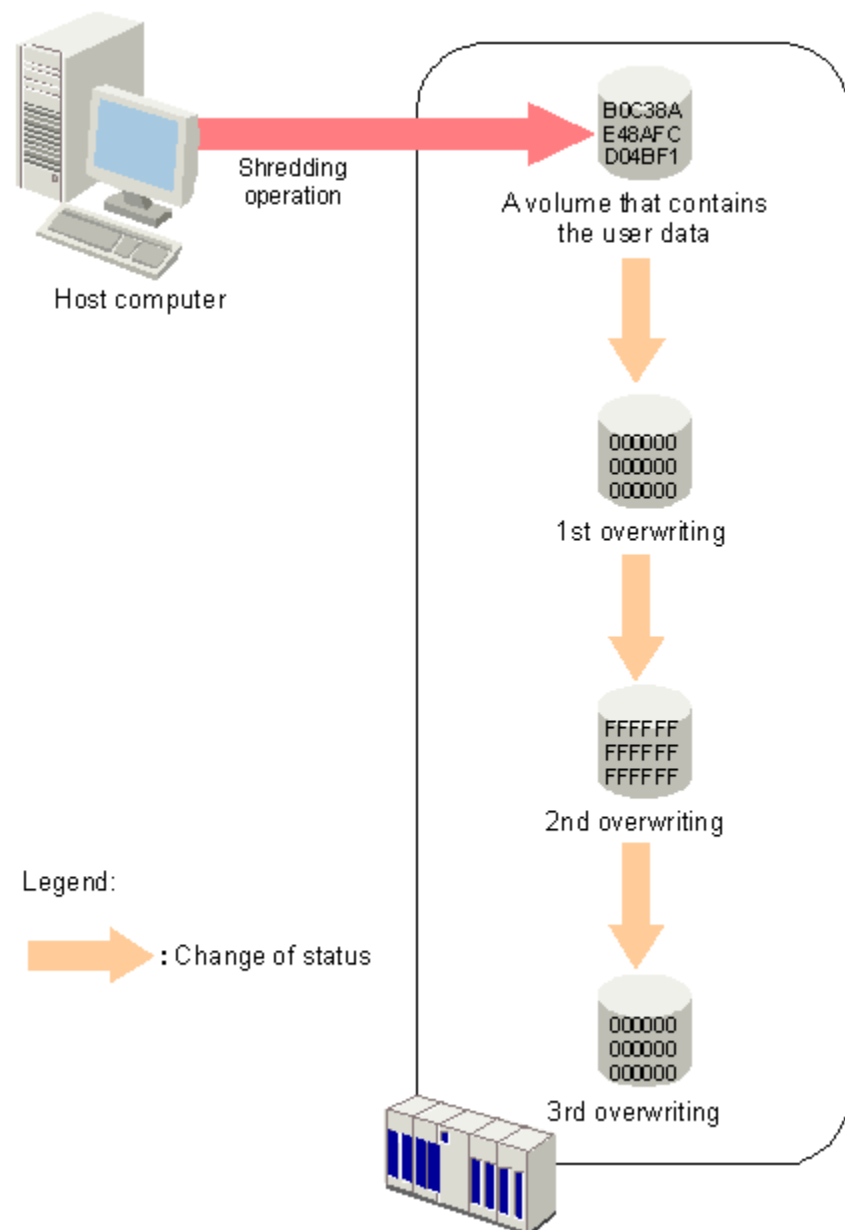 B0C38A
E48AFC
D04BF1
Shredding
operation
A volume that contains
the user data
Host computer
000000
000000
000000
1st overwriting
FFFFFF
FFFFFF
FFFFFF
2nd overwriting
Legend:
: Change of status
000000
000000
000000
3rd overwriting